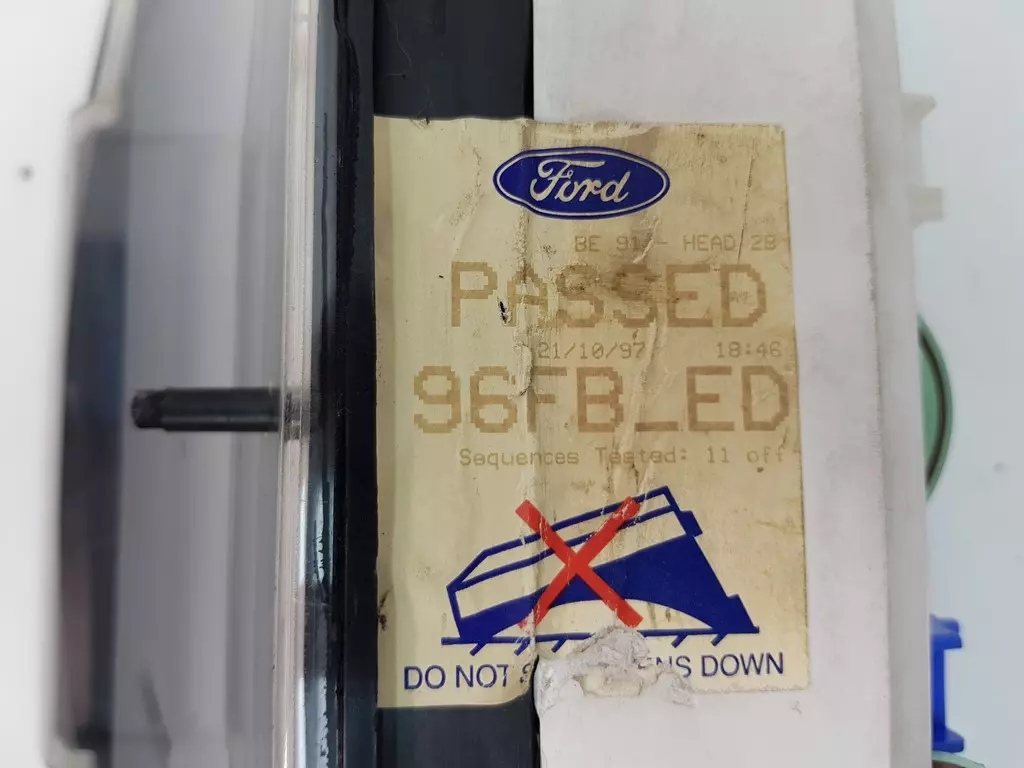 Ford
BE 91 - HEAD 2B
PASSED
21/10/97 18:46
96FB_ED
Sequences Tested: 11 off
DO NOT DOWN